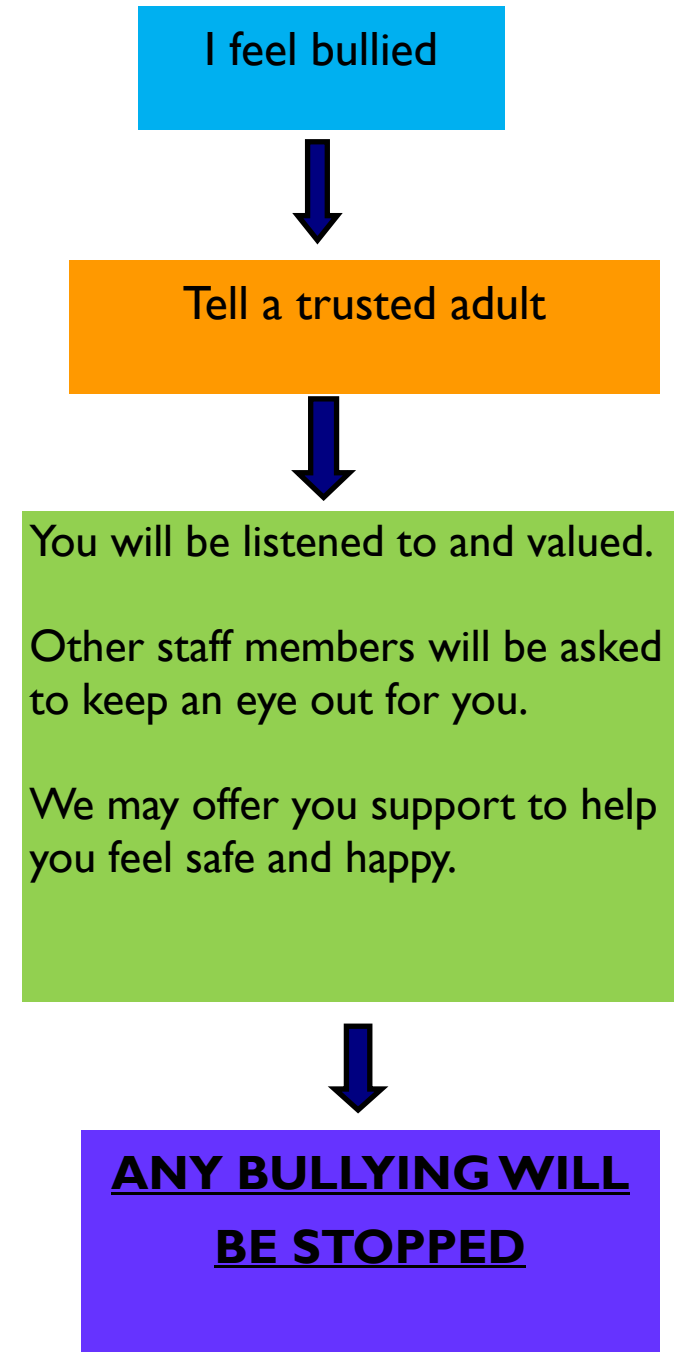 I feel bullied
Tell a trusted adult
You will be listened to and valued.
Other staff members will be asked
to keep an eye out for you.
We may offer you support to help
you feel safe and happy.
ANY BULLYING WILL
BE STOPPED